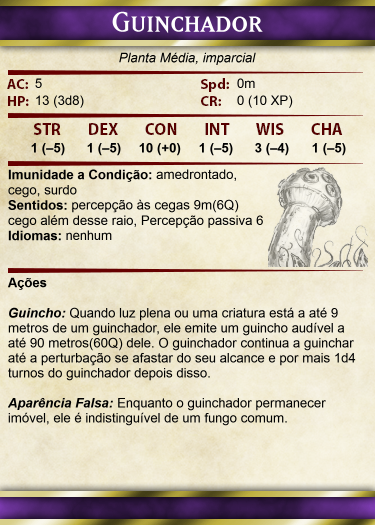 GUINCHADOR
Planta Média, imparcial
AC: 5 Spd: 0m
HP: 13 (3d8) CR: 0 (10 XP)
STR DEX CON INT WIS CHA
1 (–5) 1 (–5) 10 (+0) 1 (–5) 3 (–4) 1 (–5)
Imunidade a Condição: amedrontado,
cego, surdo
Sentidos: percepção às cegas 9m(6Q)
cego além desse raio, Percepção passiva 6
Idiomas: nenhum
Ações
Guincho: Quando luz plena ou uma criatura está a até 9
metros de um guinchador, ele emite um guincho audível a
até 90 metros(60Q) dele. O guinchador continua a guinchar
até a perturbação se afastar do seu alcance e por mais 1d4
turnos do guinchador depois disso.
Aparência Falsa: Enquanto o guinchador permanecer
imóvel, ele é indistinguível de um fungo comum.